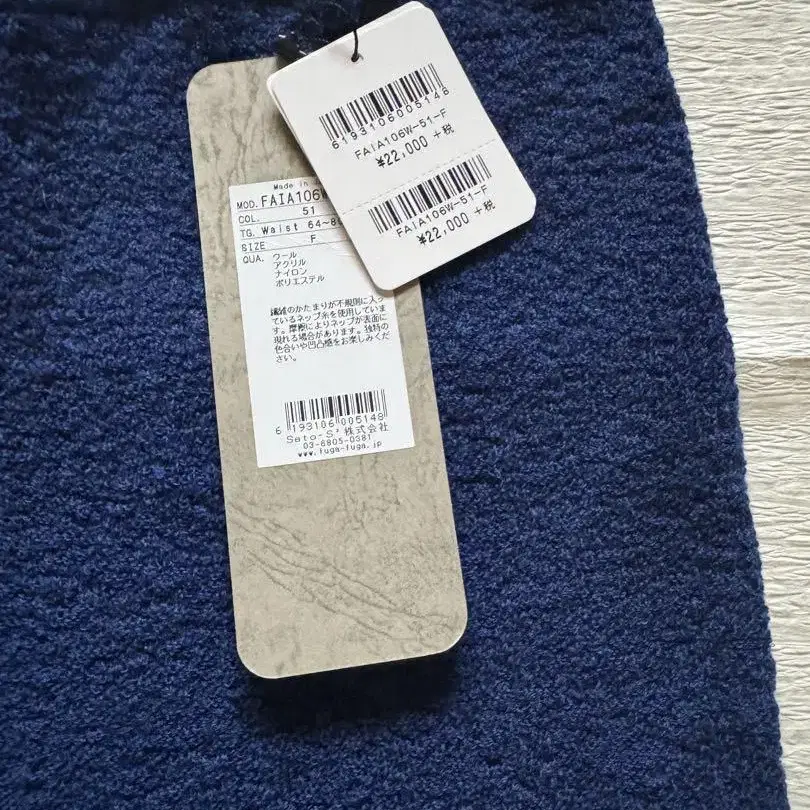 6193106005148
FAIA106W-51-F
¥22,000 +税
FAIA106W-51-F
¥22,000 +税
Made in
MOD. FAIA106W
COL. 51
TG. Waist 64~8
SIZE F
QUA. ウール
アクリル
ナイロン
ポリエステル
繊維のかたまりが不規則に入っ
ているネップ糸を使用していま
す。摩擦によりネップが表面に
現れる場合があります。独特の
色合いや凹凸感をお楽しみくだ
さい。
6 193106 005148
Sato-S² 株式会社
03-6805-0381
www.fuga-fuga.jp